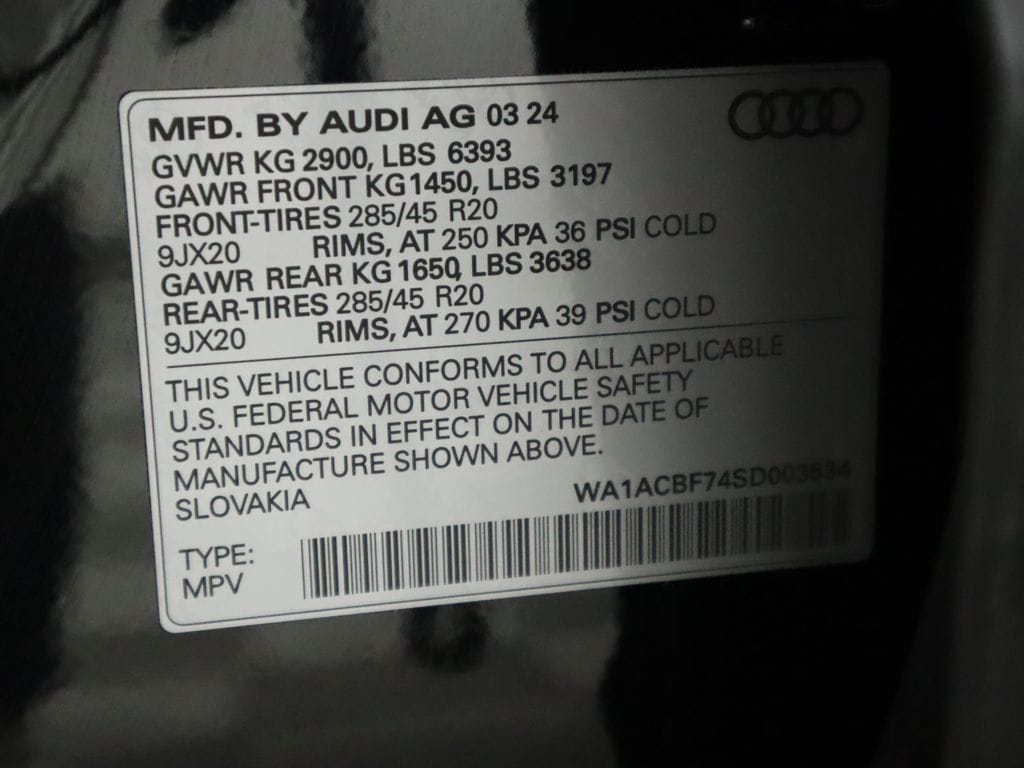 MFD. BY AUDI AG 03 24
GVWR KG 2900, LBS 6393
GAWR FRONT KG1450, LBS 3197
FRONT-TIRES 285/45 R20
9JX20 RIMS, AT 250 KPA 36 PSI COLD
GAWR REAR KG 1650, LBS 3638
REAR-TIRES 285/45 R20
9JX20 RIMS, AT 270 KPA 39 PSI COLD
THIS VEHICLE CONFORMS TO ALL APPLICABLE
U.S. FEDERAL MOTOR VEHICLE SAFETY
STANDARDS IN EFFECT ON THE DATE OF
MANUFACTURE SHOWN ABOVE.
SLOVAKIA WA1ACBF74SD003534
TYPE:
MPV